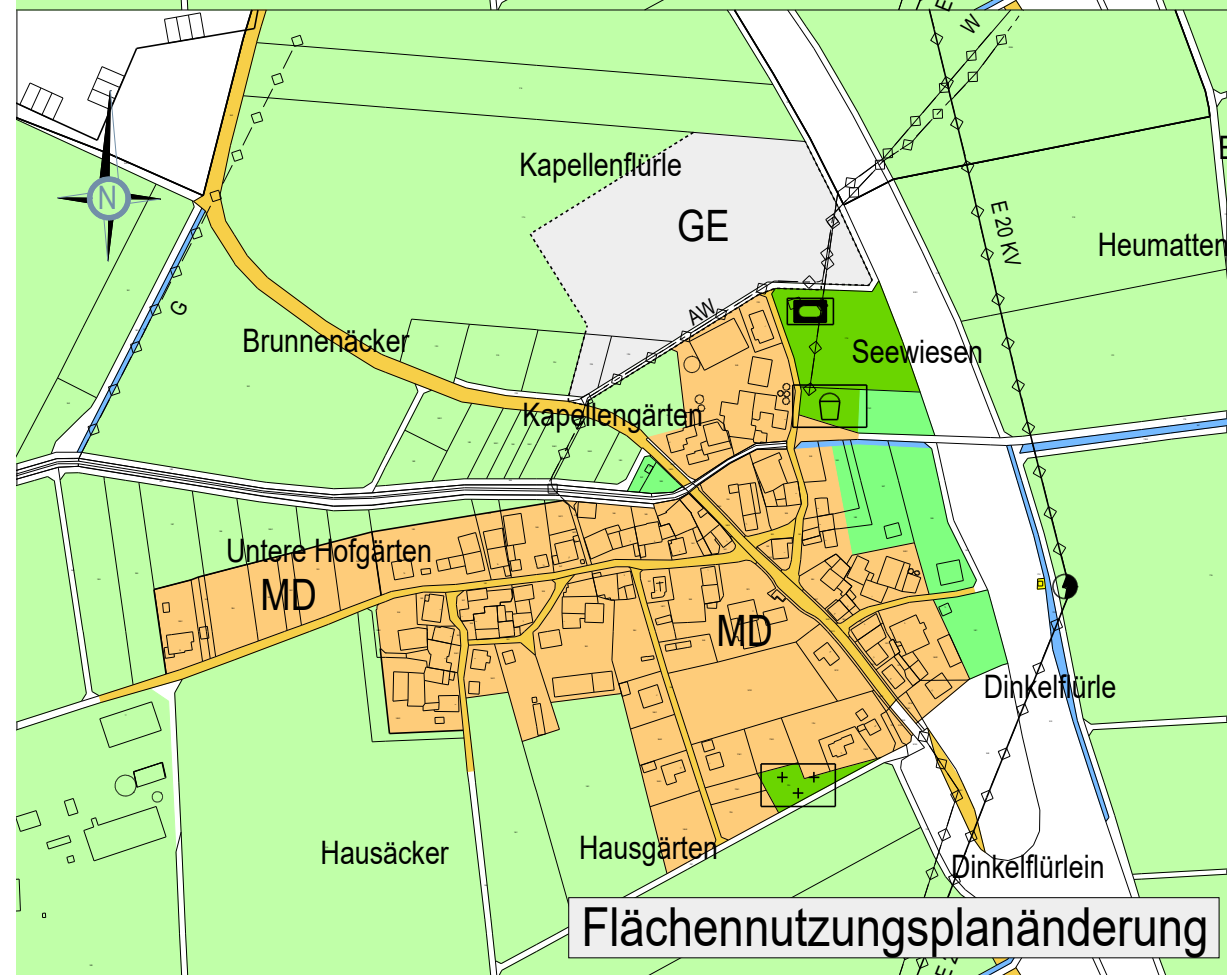 W
N
Kapellenflürle
GE
E 20 KV
Heumatten
G
AW
Brunnenäcker
Seewiesen
Kapellengärten
Untere Hofgärten
MD
MD
Dinkelflürle
Hausäcker
Hausgärten
Dinkelflürlein
Flächennutzungsplanänderung